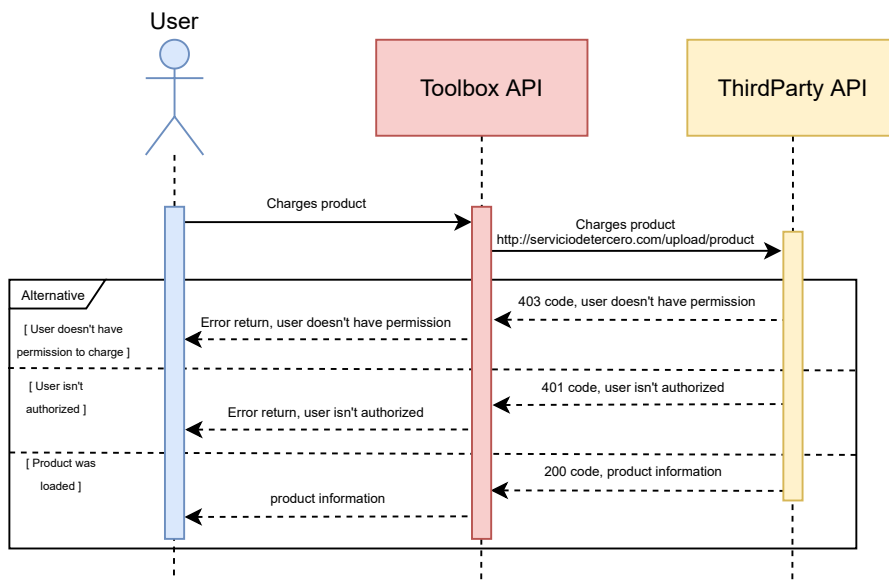 User
Toolbox API
ThirdParty API
Charges product
Charges product
http://serviciodetercero.com/upload/product
Alternative
403 code, user doesn't have permission
Error return, user doesn't have permission
[ User doesn't have
permission to charge ]
[ User isn't
authorized ]
401 code, user isn't authorized
Error return, user isn't authorized
[ Product was
loaded ]
200 code, product information
product information